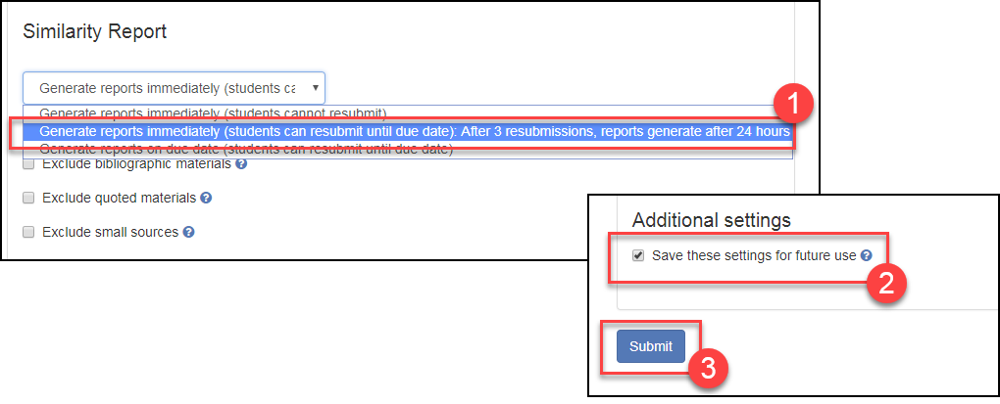 Similarity Report
Generate reports immediately (students ca
Generate reports immediately (students cannot resubmit)
1
Generate reports immediately (students can resubmit until due date): After 3 resubmissions, reports generate after 24 hours
Generate reports on due date (students can resubmit until due date)
Exclude bibliographic materials ?
Exclude quoted materials ?
Exclude small sources ?
Additional settings
Save these settings for future use ?
2
Submit
3